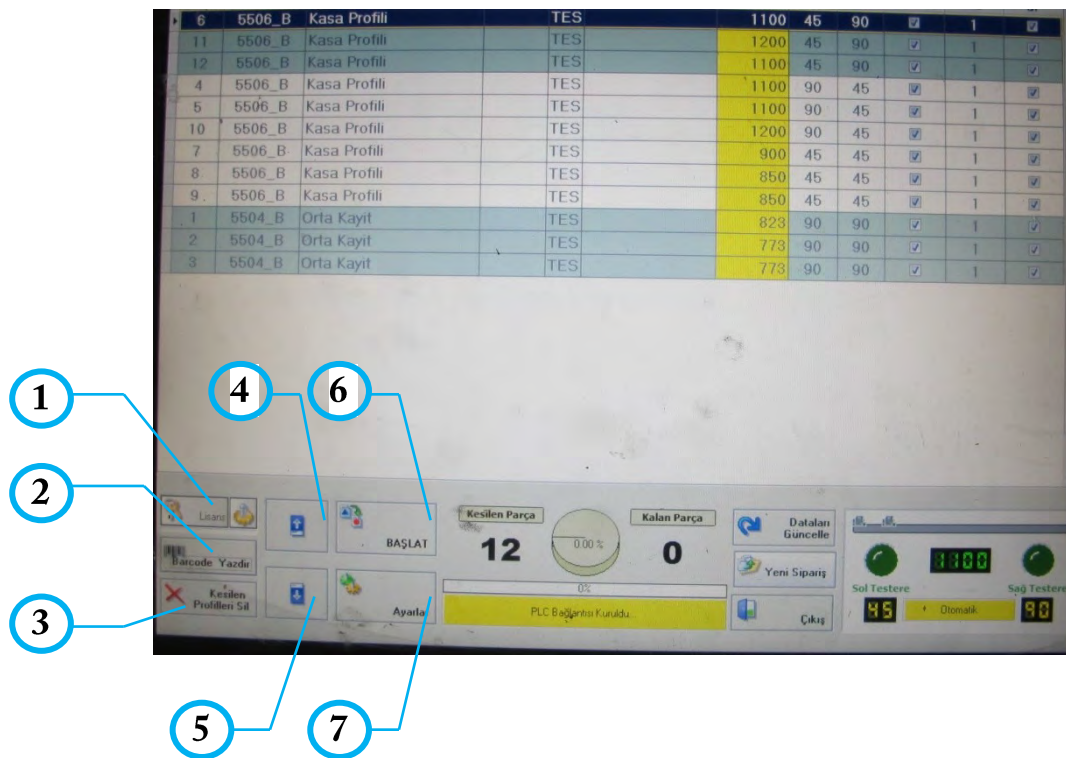 6 5506_B Kasa Profili TES 1100 45 90 1
11 5506_B Kasa Profili TES 1200 45 90 1
12 5506_B Kasa Profili TES 1100 45 90 1
4 5506_B Kasa Profili TES 1100 90 45 1
5 5506_B Kasa Profili TES 1100 90 45 1
10 5506_B Kasa Profili TES 1200 90 45 1
7 5506_B Kasa Profili TES 900 45 45 1
8 5506_B Kasa Profili TES 850 45 45 1
9 5506_B Kasa Profili TES 850 45 45 1
1 5504_B Orta Kayıt TES 823 90 90 1
2 5504_B Orta Kayıt TES 773 90 90 1
3 5504_B Orta Kayıt TES 773 90 90 1
1
2
3
4
6
5
7
Lisans
Barcode Yazdır
Kesilen
Profilleri Sil
BAŞLAT
Ayarlar
Kesilen Parça
12
0.00 %
Kalan Parça
0
0%
PLC Bağlantısı Kuruldu...
Dataları
Güncelle
Yeni Sipariş
Çıkış
1100
Sol Testere
Sağ Testere
45
Otomatik
90